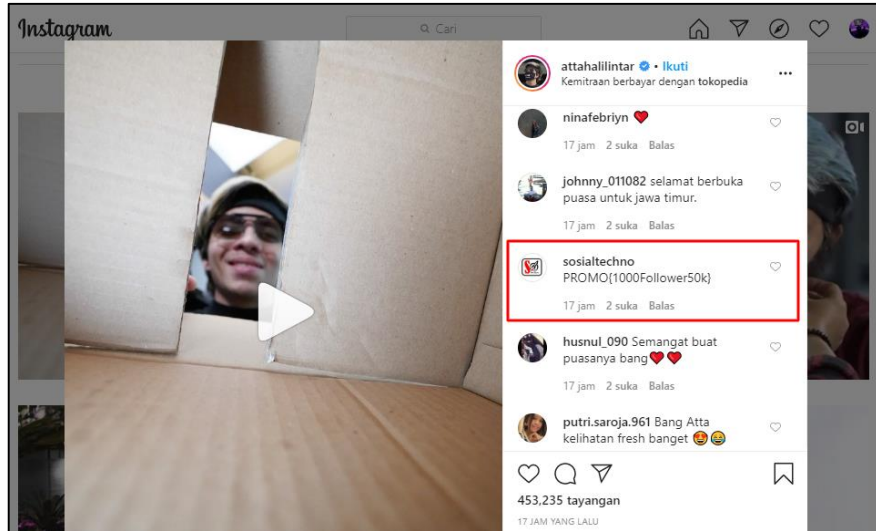 Instagram
Cari
attahalilintar • Ikuti
Kemitraan berbayar dengan tokopedia
ninafebriyn ❤
17 jam 2 suka Balas
johnny_011082 selamat berbuka
puasa untuk jawa timur.
17 jam 2 suka Balas
sosialtechno
PROMO{1000Follower50k}
17 jam 2 suka Balas
husnul_090 Semangat buat
puasanya bang❤❤
17 jam 2 suka Balas
putri.saroja.961 Bang Atta
kelihatan fresh banget 🤩😂
453,235 tayangan
17 JAM YANG LALU